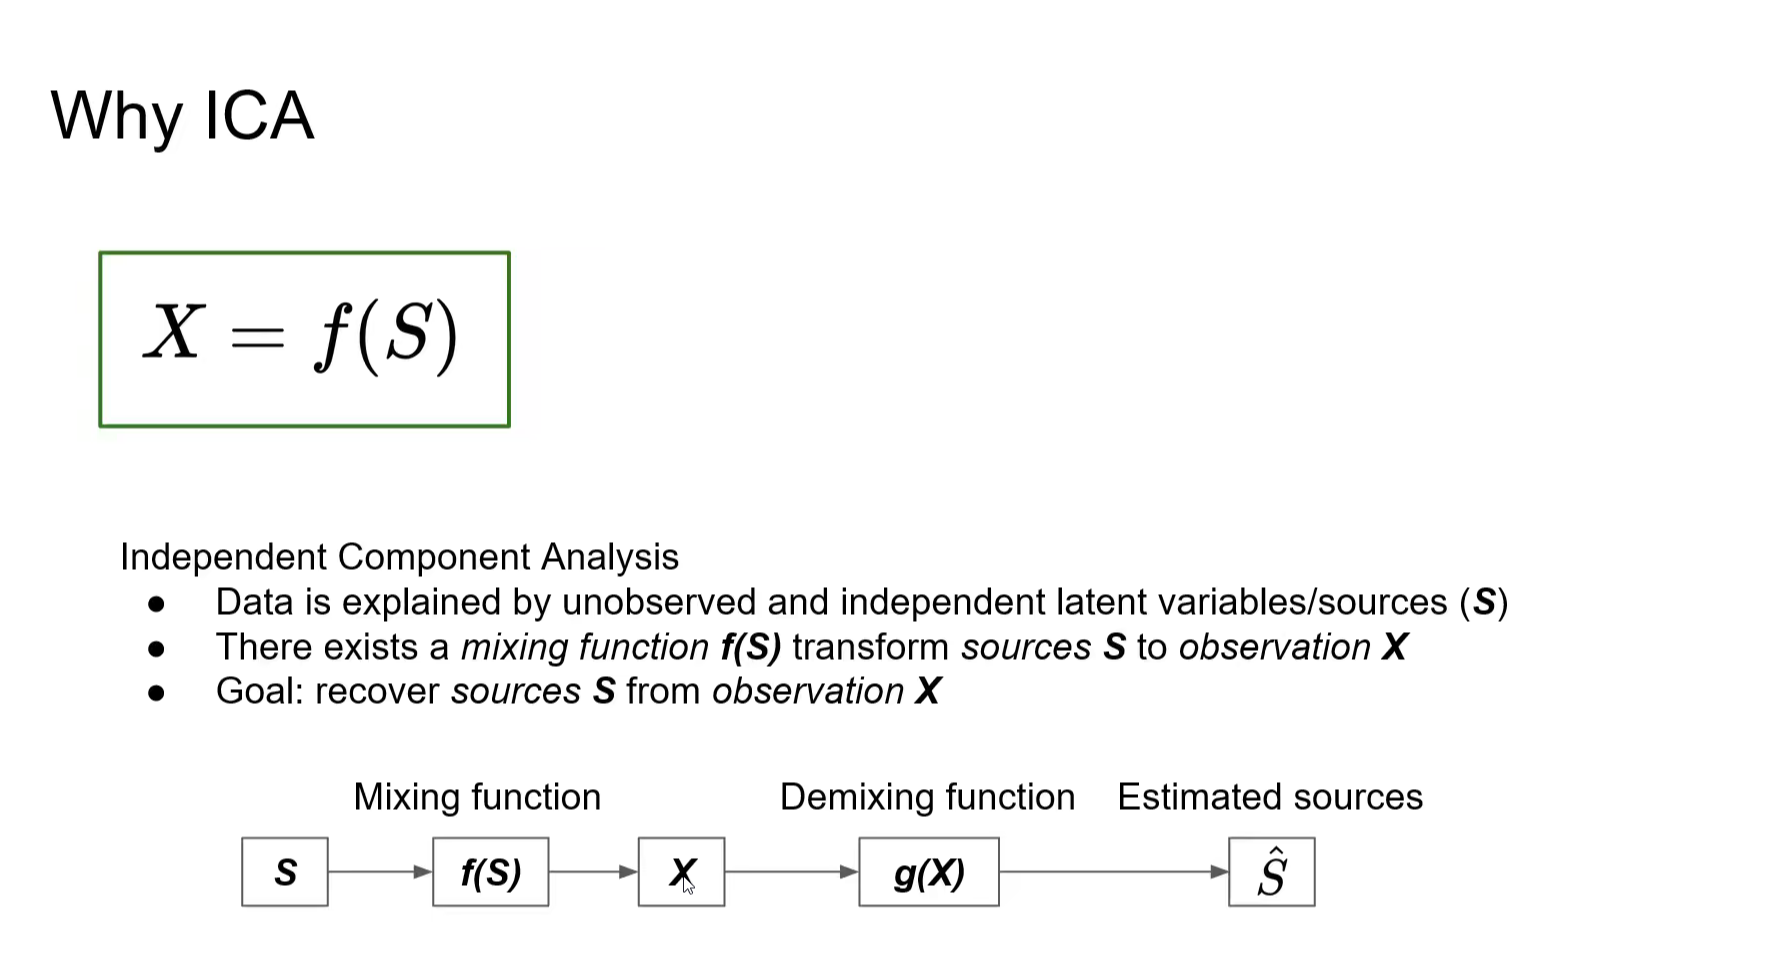 Why ICA
X = f(S)
Independent Component Analysis
● Data is explained by unobserved and independent latent variables/sources (S)
● There exists a mixing function f(S) transform sources S to observation X
● Goal: recover sources S from observation X
Mixing function Demixing function Estimated sources
S f(S) X g(X) Ŝ